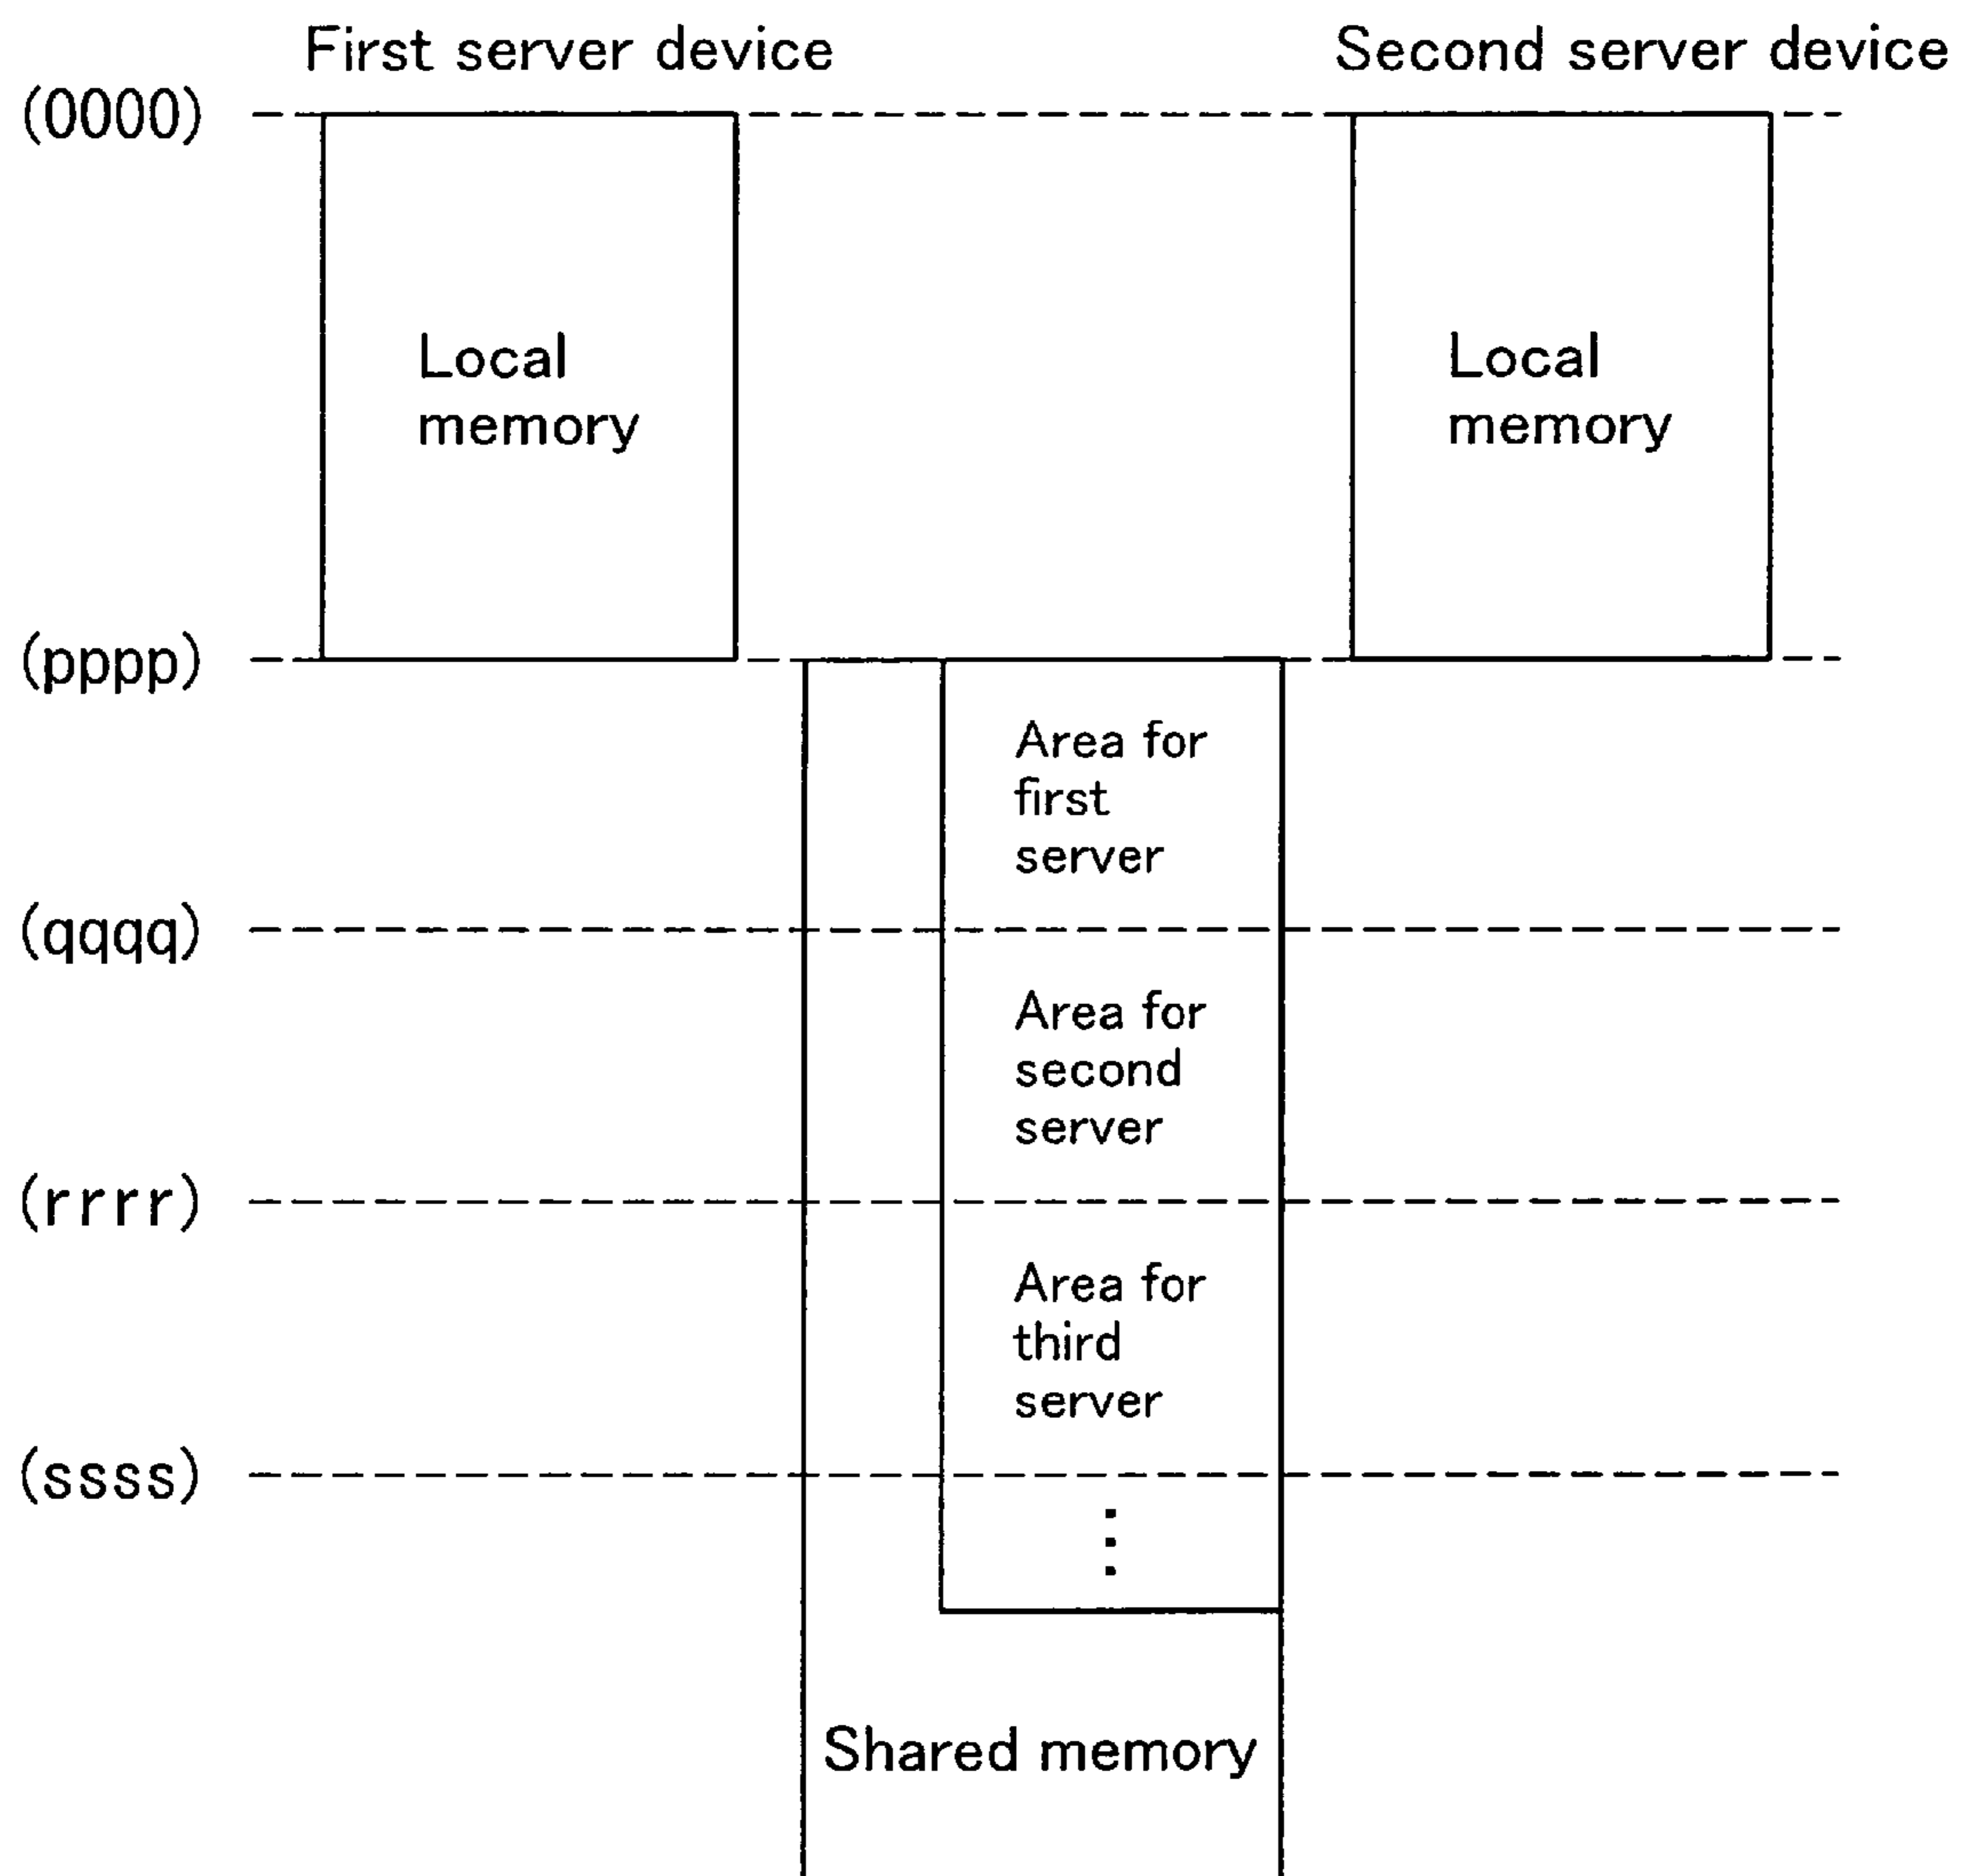 First server device
Second server device
(0000)
Local
memory
Local
memory
(pppp)
Area for
first
server
(qqqq)
Area for
second
server
(rrrr)
Area for
third
server
(ssss)
Shared memory